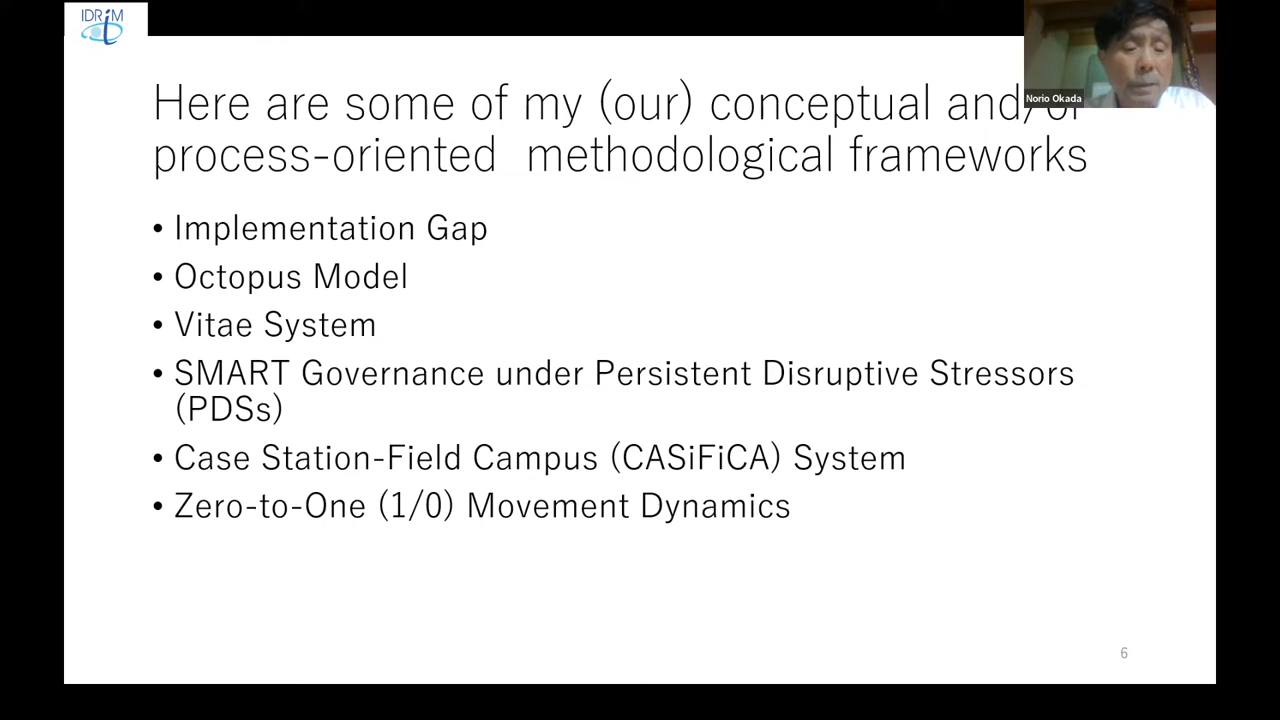 IDRiM
Norio Okada
Here are some of my (our) conceptual and/or
process-oriented methodological frameworks
• Implementation Gap
• Octopus Model
• Vitae System
• SMART Governance under Persistent Disruptive Stressors
(PDSs)
• Case Station-Field Campus (CASiFiCA) System
• Zero-to-One (1/0) Movement Dynamics
6